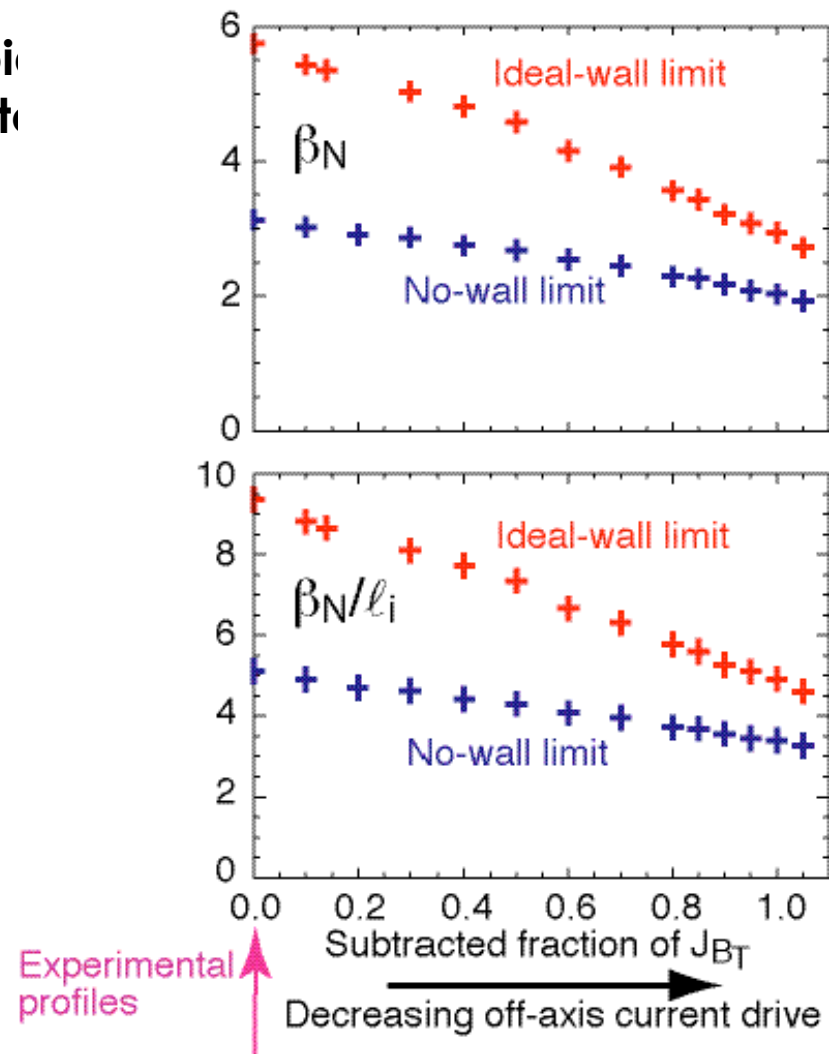 6
Ideal-wall limit
4
βN
No-wall limit
2
0
10
Ideal-wall limit
8
βN/ℓi
6
4
No-wall limit
2
0
0.0 0.2 0.4 0.6 0.8 1.0
Subtracted fraction of JBT
Experimental
profiles
Decreasing off-axis current drive